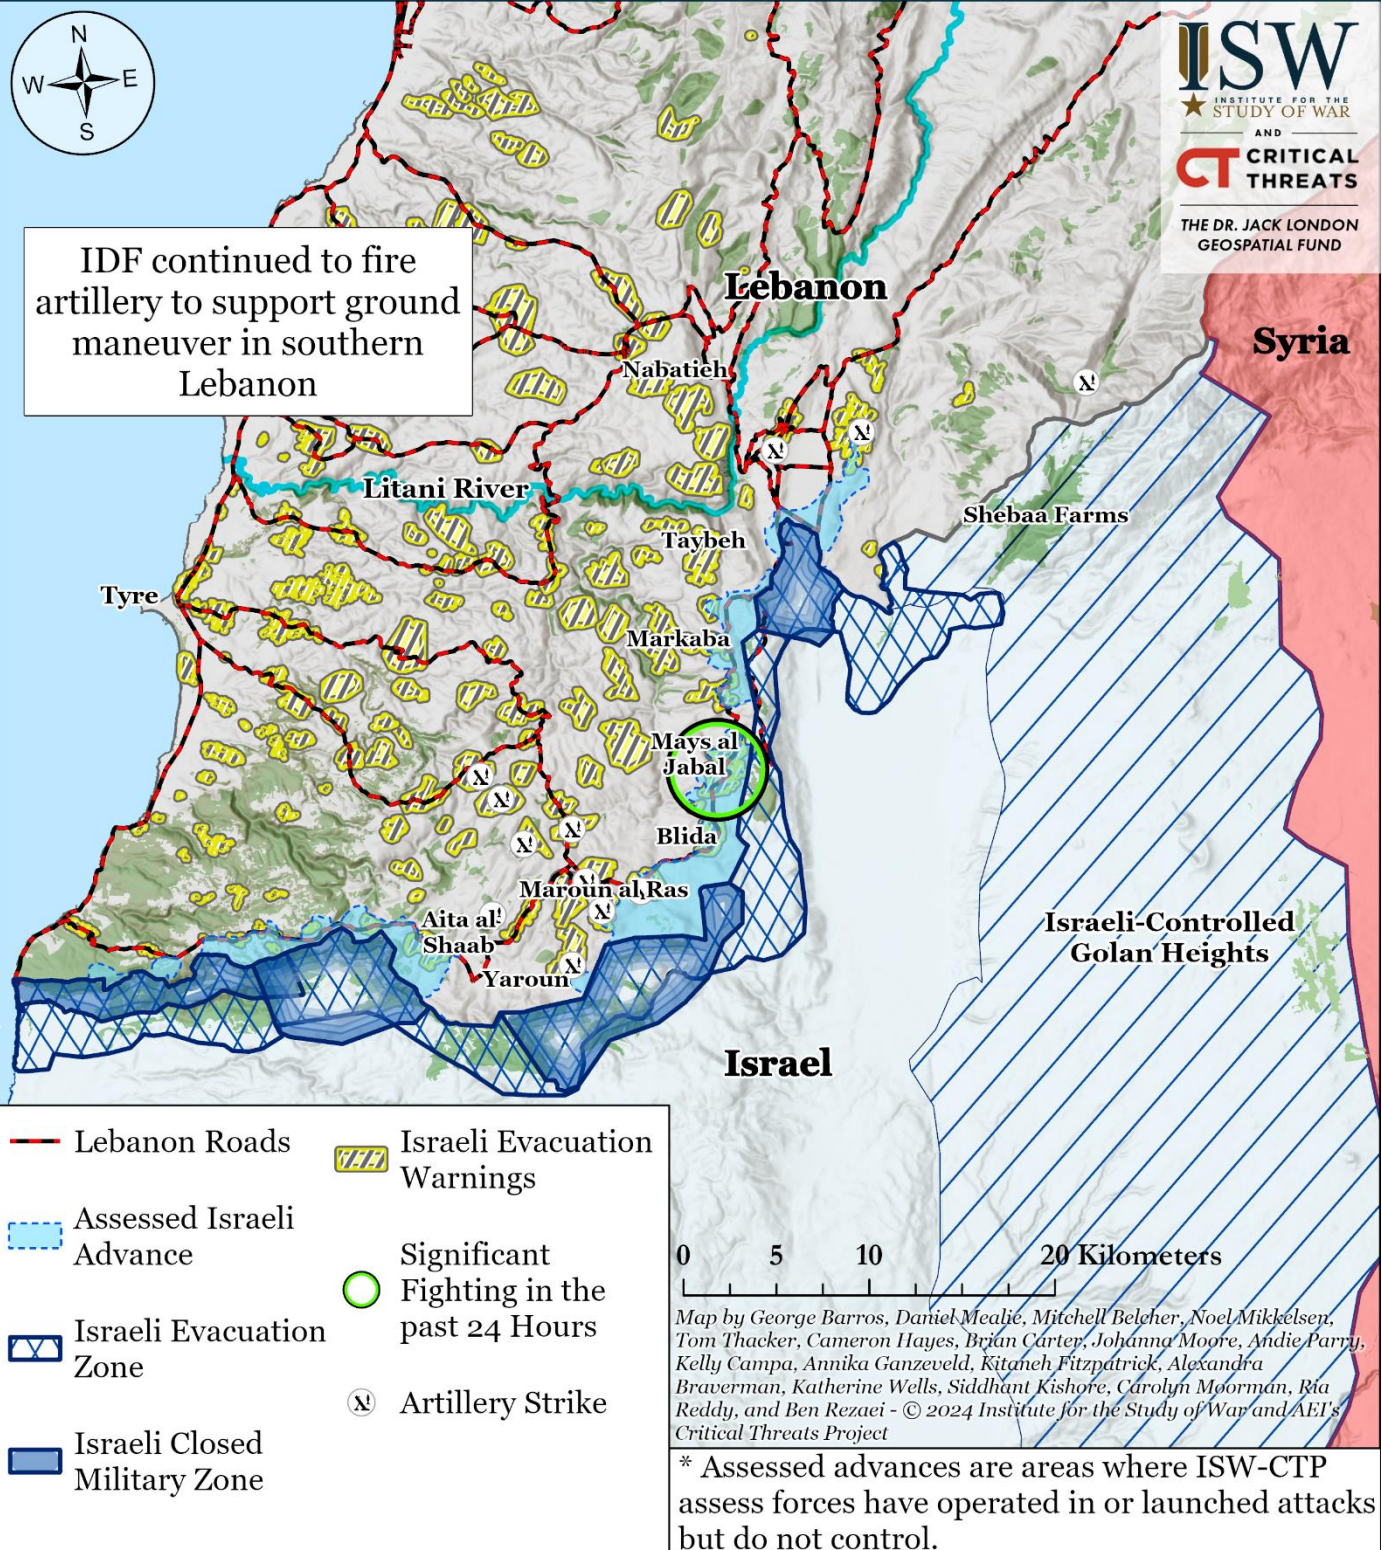 N
W E
S
ISW
INSTITUTE FOR THE
STUDY OF WAR
AND
CT CRITICAL
THREATS
THE DR. JACK LONDON
GEOSPATIAL FUND
IDF continued to fire
artillery to support ground
maneuver in southern
Lebanon
Lebanon
Syria
Nabatieh
Litani River
Shebaa Farms
Taybeh
Tyre
Markaba
Mays al
Jabal
Blida
Maroun al Ras
Aita al
Shaab
Yaroun
Israeli-Controlled
Golan Heights
Israel
Lebanon Roads
Assessed Israeli
Advance
Israeli Evacuation
Zone
Israeli Closed
Military Zone
Israeli Evacuation
Warnings
Significant
Fighting in the
past 24 Hours
Artillery Strike
0 5 10 20 Kilometers
Map by George Barros, Daniel Mealie, Mitchell Belcher, Noel Mikkelsen,
Tom Thacker, Cameron Hayes, Brian Carter, Johanna Moore, Andie Parry,
Kelly Campa, Annika Ganzeveld, Kitaneh Fitzpatrick, Alexandra
Braverman, Katherine Wells, Siddhant Kishore, Carolyn Moorman, Ria
Reddy, and Ben Rezaei - © 2024 Institute for the Study of War and AEI's
Critical Threats Project
* Assessed advances are areas where ISW-CTP
assess forces have operated in or launched attacks
but do not control.